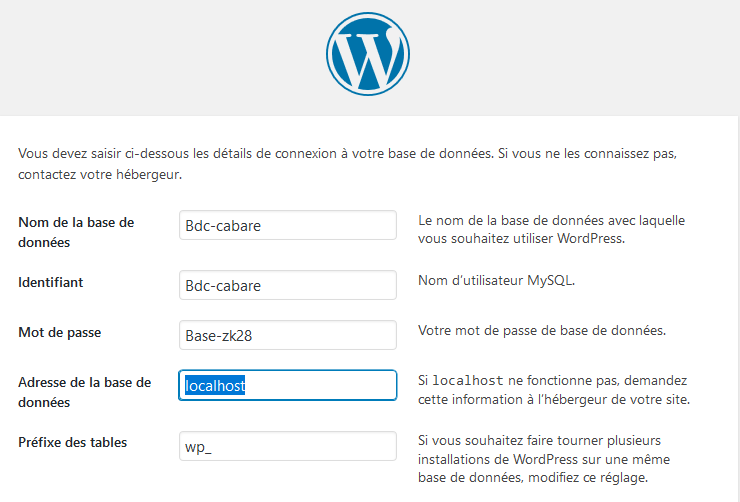 Vous devez saisir ci-dessous les détails de connexion à votre base de données. Si vous ne les connaissez pas,
contactez votre hébergeur.
Nom de la base de
données
Bdc-cabare
Le nom de la base de données avec laquelle
vous souhaitez utiliser WordPress.
Identifiant
Bdc-cabare
Nom d’utilisateur MySQL.
Mot de passe
Base-zk28
Votre mot de passe de base de données.
Adresse de la base de
données
localhost
Si localhost ne fonctionne pas, demandez
cette information à l’hébergeur de votre site.
Préfixe des tables
wp_
Si vous souhaitez faire tourner plusieurs
installations de WordPress sur une même
base de données, modifiez ce réglage.